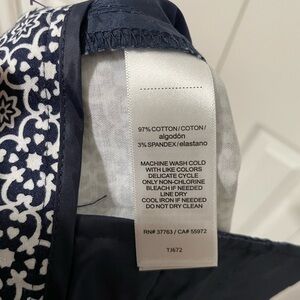 97% COTTON / COTON /
algodón
3% SPANDEX / elastano
MACHINE WASH COLD
WITH LIKE COLORS
DELICATE CYCLE
ONLY NON-CHLORINE
BLEACH IF NEEDED
LINE DRY
COOL IRON IF NEEDED
DO NOT DRY CLEAN
RN# 37763 / CA# 55972
TJ672